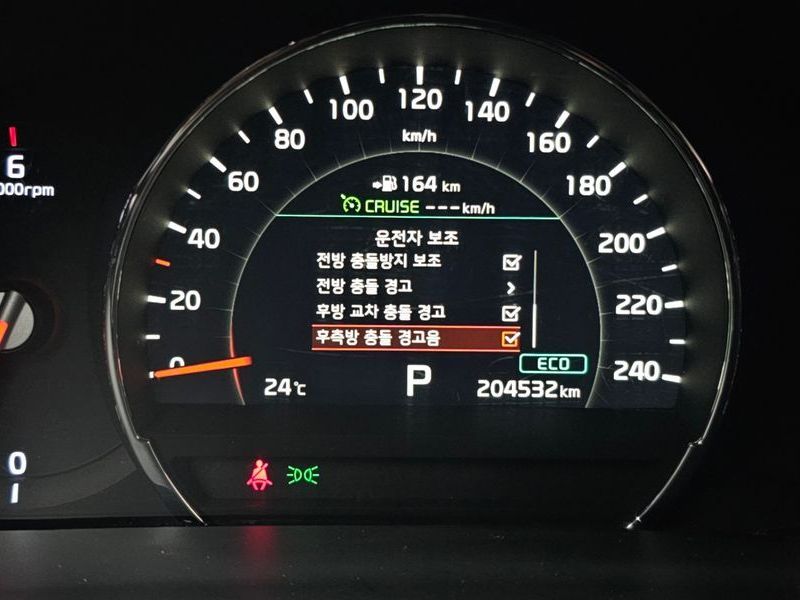 120
100 140
80 km/h 160
6 60 180
000rpm
164 km
CRUISE ---km/h
40 운전자 보조 200
전방 충돌방지 보조
20 전방 충돌 경고 220
후방 교차 충돌 경고
후측방 충돌 경고음
0 ECO 240
24℃ P 204532 km
0
1